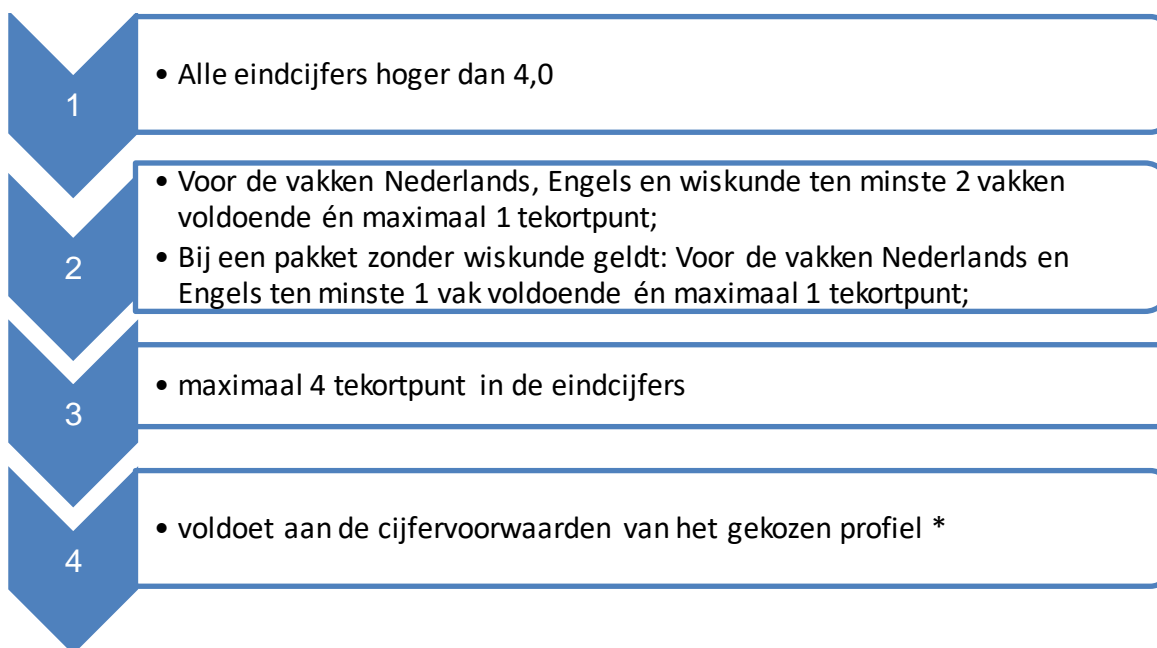 1
• Alle eindcijfers hoger dan 4,0
2
• Voor de vakken Nederlands, Engels en wiskunde ten minste 2 vakken
voldoende én maximaal 1 tekortpunt;
• Bij een pakket zonder wiskunde geldt: Voor de vakken Nederlands en
Engels ten minste 1 vak voldoende én maximaal 1 tekortpunt;
3
• maximaal 4 tekortpunt in de eindcijfers
4
• voldoet aan de cijfervoorwaarden van het gekozen profiel *